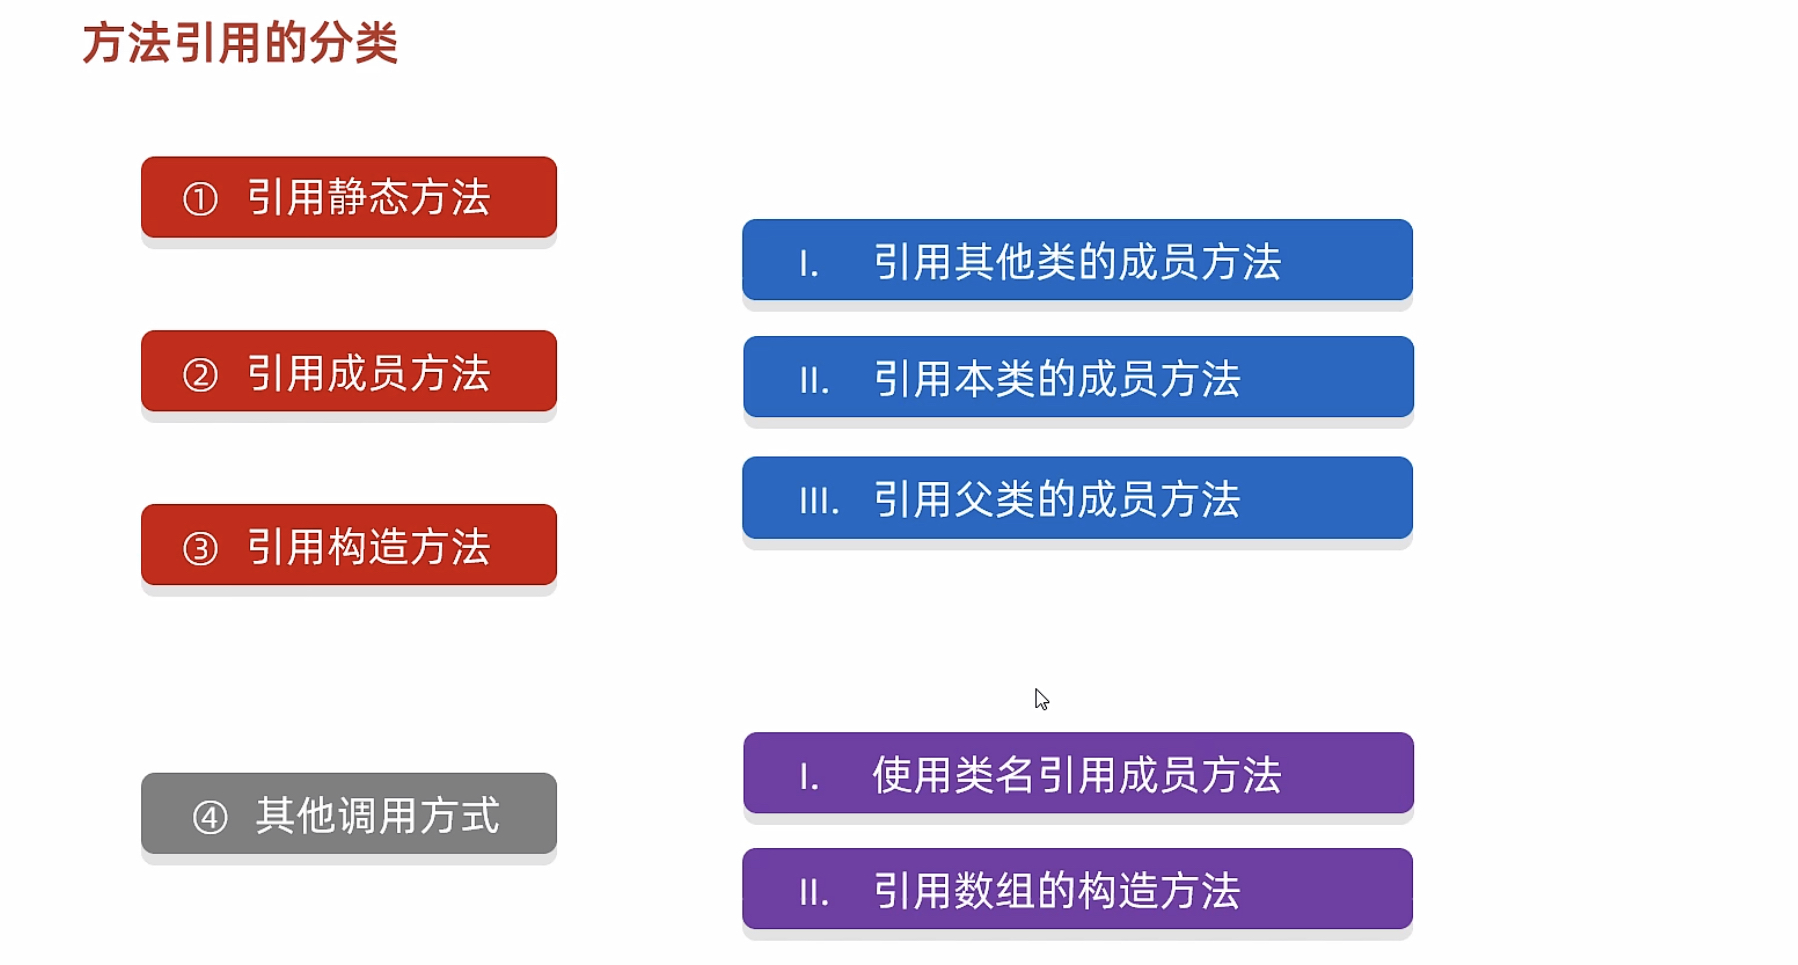 方法引用的分类
① 引用静态方法
② 引用成员方法
I. 引用其他类的成员方法
II. 引用本类的成员方法
III. 引用父类的成员方法
③ 引用构造方法
④ 其他调用方式
I. 使用类名引用成员方法
II. 引用数组的构造方法